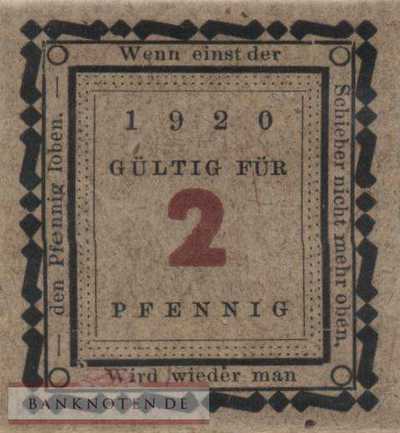 Wenn einst der
Schieber nicht mehr oben,
Wird wieder man
— den Pfennig loben. —
1920
GÜLTIG FÜR
2
PFENNIG
BANKNOTEN.DE